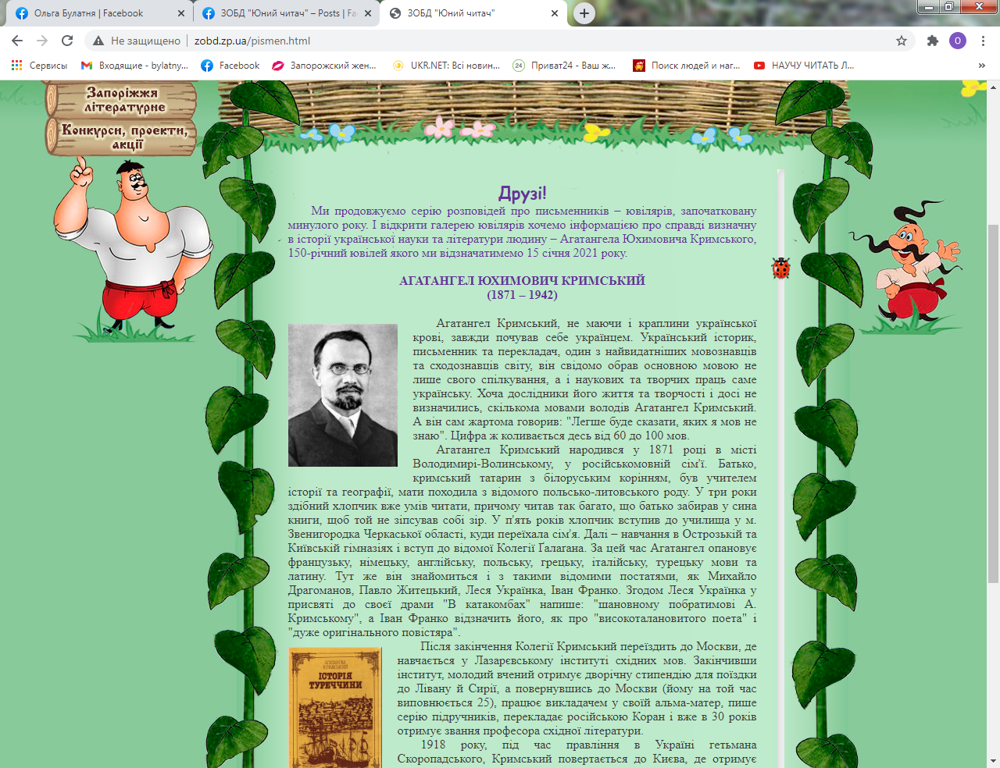 Ольга Булатня | Facebook
ЗОБД "Юний читач" – Posts | Fa
ЗОБД "Юний читач"
Не защищено
zobd.zp.ua/pismen.html
О
Сервисы
Входящие - bylatny...
Facebook
Запорожский жен...
UKR.NET: Всі новин...
24
Приват24 - Ваш ж...
Поиск людей и наг...
НАУЧУ ЧИТАТЬ Л...
»
Запоріжжя
літературне
Конкурси, проекти,
акції
Друзі!
Ми продовжуємо серію розповідей про письменників – ювілярів, започатковану
минулого року. І відкрити галерею ювілярів хочемо інформацією про справді визначну
в історії української науки та літератури людину – Агатангела Юхимовича Кримського,
150-річний ювілей якого ми відзначатимемо 15 січня 2021 року.
АГАТАНГЕЛ ЮХИМОВИЧ КРИМСЬКИЙ
(1871 – 1942)
Агатангел Кримський, не маючи і краплини української
крові, завжди почував себе українцем. Український історик,
письменник та перекладач, один з найвидатніших мовознавців
та сходознавців світу, він свідомо обрав основною мовою не
лише свого спілкування, а і наукових та творчих праць саме
українську. Хоча дослідники його життя та творчості і досі не
визначились, скількома мовами володів Агатангел Кримський.
А він сам жартома говорив: "Легше буде сказати, яких я мов не
знаю". Цифра ж коливається десь від 60 до 100 мов.
Агатангел Кримський народився у 1871 році в місті
Володимирі-Волинському, у російськомовній сім'ї. Батько,
кримський татарин з білоруським корінням, був учителем
історії та географії, мати походила з відомого польсько-литовського роду. У три роки
здібний хлопчик вже умів читати, причому читав так багато, що батько забирав у сина
книги, щоб той не зіпсував собі зір. У п'ять років хлопчик вступив до училища у м.
Звенигородка Черкаської області, куди переїхала сім'я. Далі – навчання в Острозькій та
Київській гімназіях і вступ до відомої Колегії Ґалаґана. За цей час Агатангел опановує
французьку, німецьку, англійську, польську, грецьку, італійську, турецьку мови та
латину. Тут же він знайомиться і з такими відомими постатями, як Михайло
Драгоманов, Павло Житецький, Леся Українка, Іван Франко. Згодом Леся Українка у
присвяті до своєї драми "В катакомбах" напише: "шановному побратимові А.
Кримському", а Іван Франко відзначить його, як про "високоталановитого поета" і
"дуже оригінального повістяра".
Після закінчення Колегії Кримський переїздить до Москви, де
навчається у Лазарєвському інституті східних мов. Закінчивши
інститут, молодий вчений отримує дворічну стипендію для поїздки
до Лівану й Сирії, а повернувшись до Москви (йому на той час
виповнюється 25), працює викладачем у своїй альма-матер, пише
серію підручників, перекладає російською Коран і вже в 30 років
отримує звання професора східної літератури.
1918 року, під час правління в Україні гетьмана
Скоропадського, Кримський повертається до Києва, де отримує
АГАТАНГЕЛ
КРИМСЬКИЙ
ІСТОРІЯ
ТУРЕЧЧИНИ